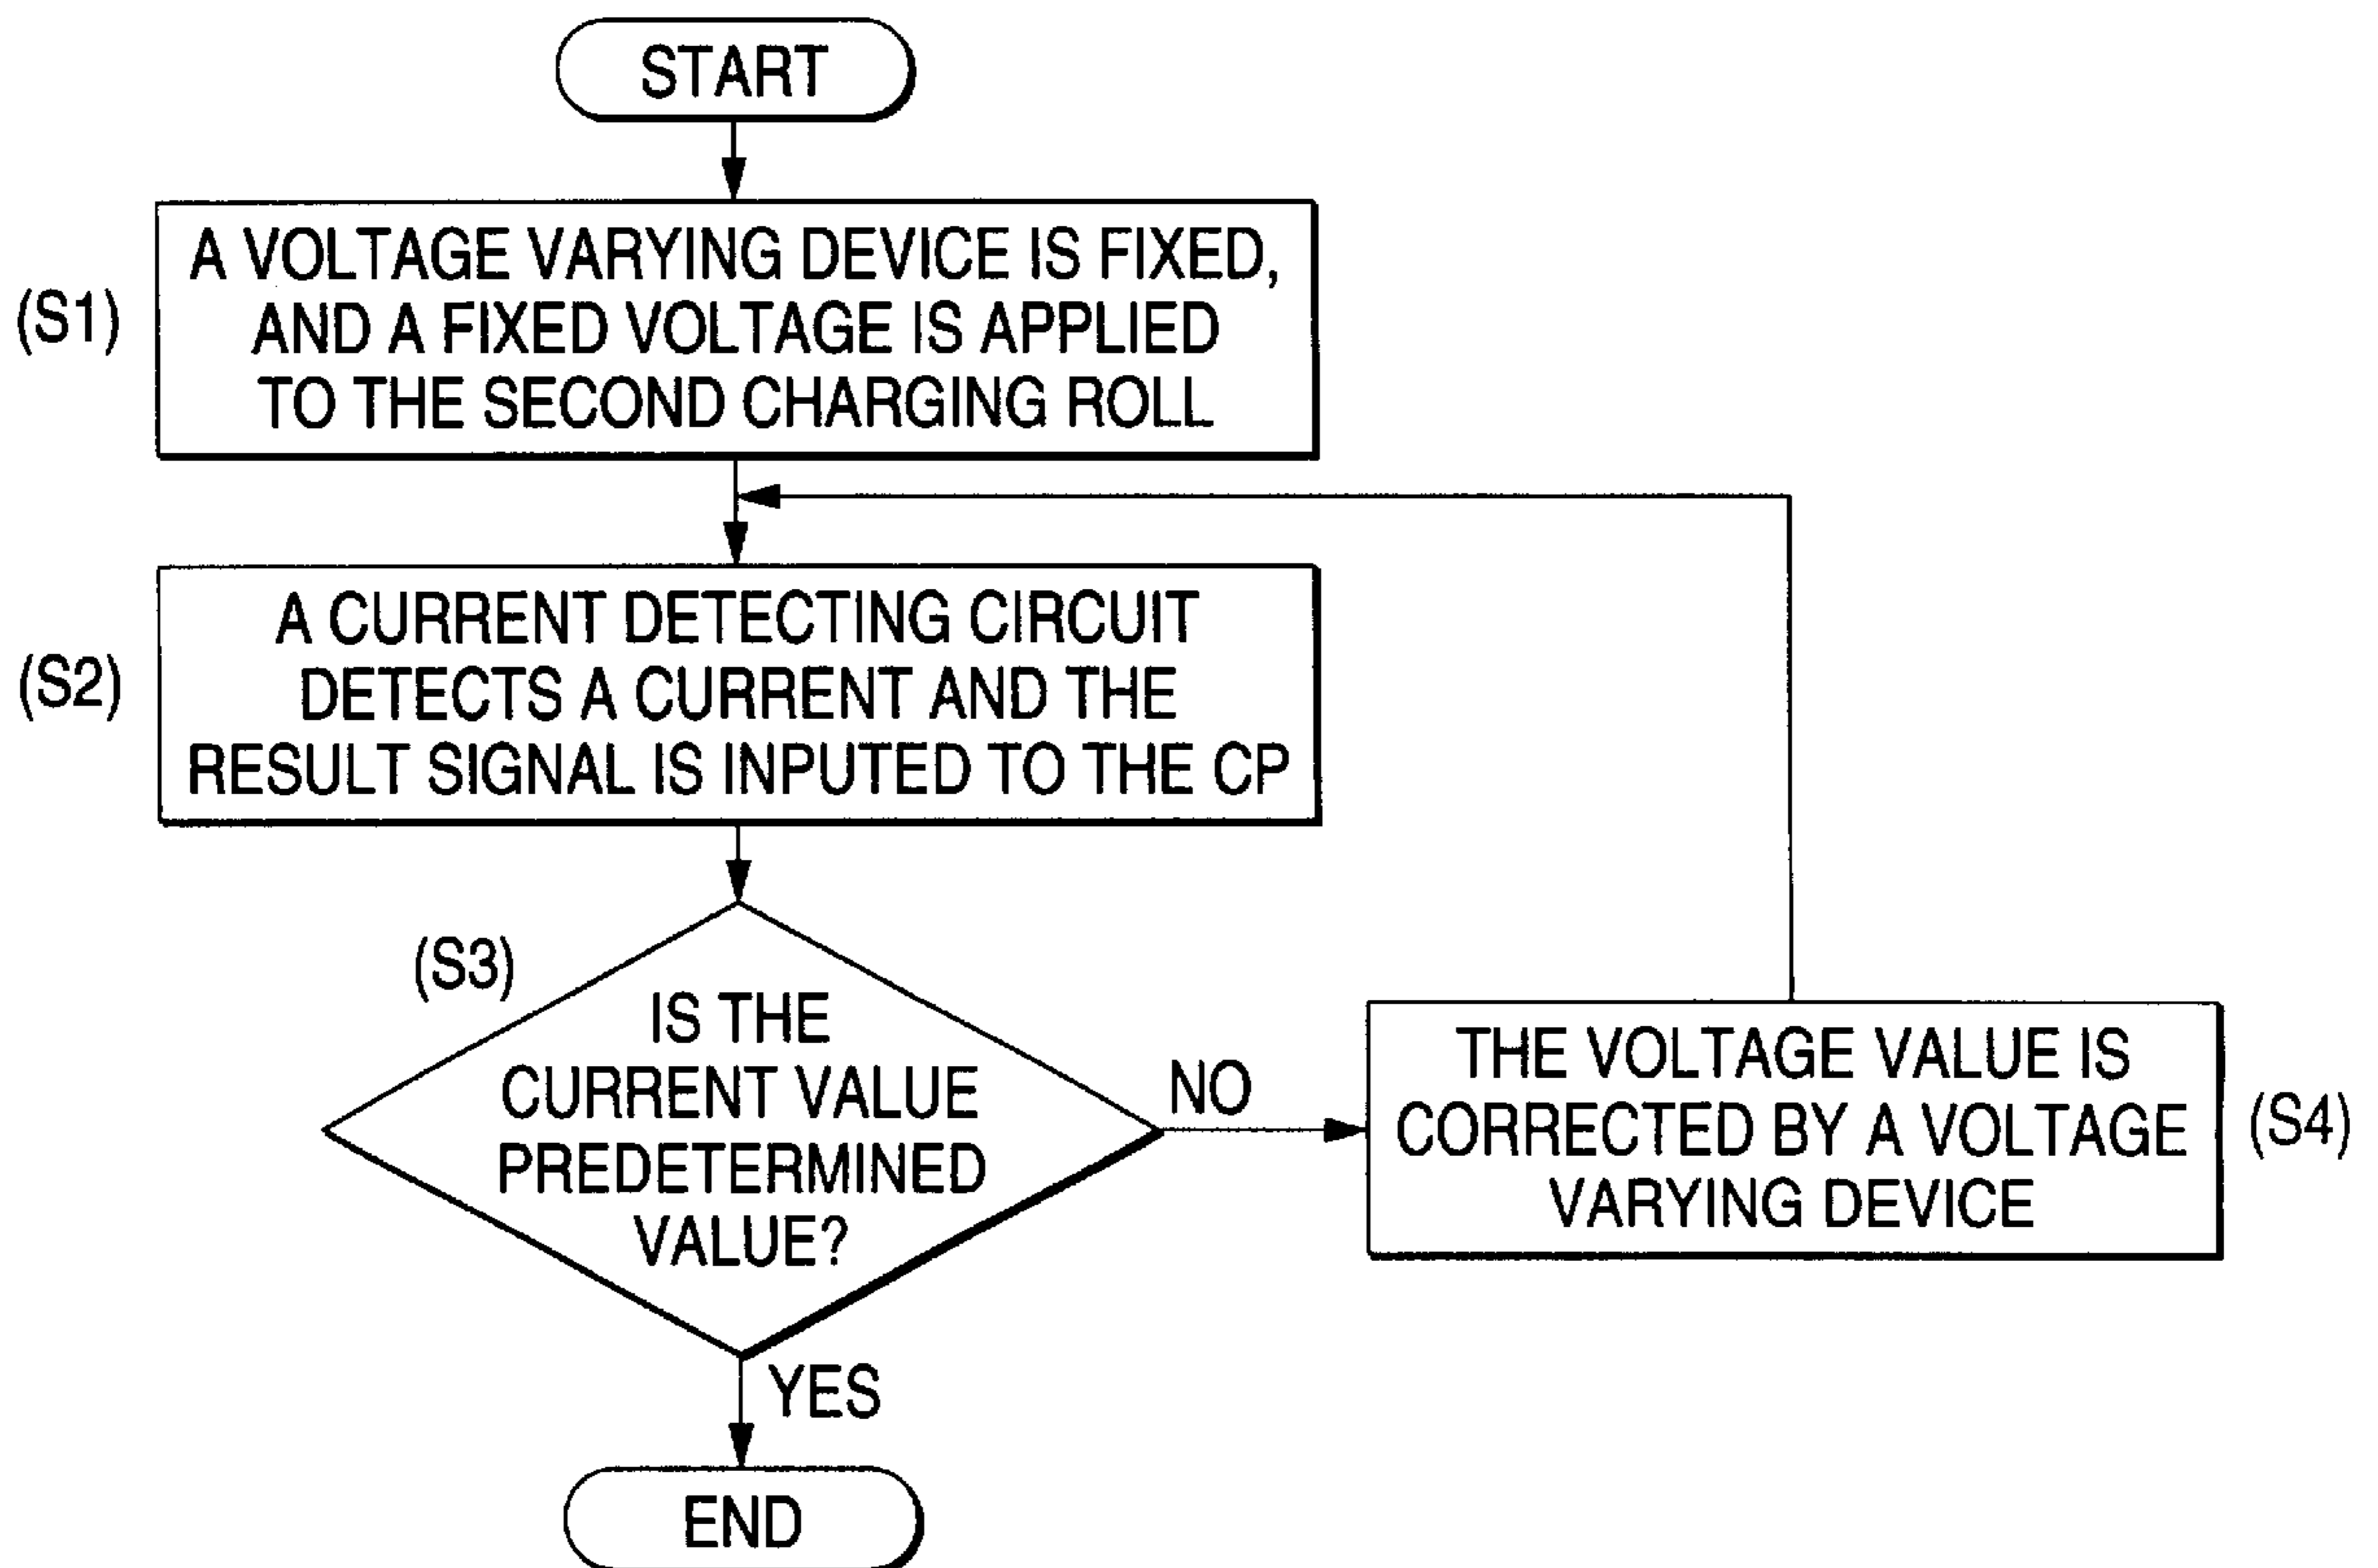 START
(S1)
A VOLTAGE VARYING DEVICE IS FIXED,
AND A FIXED VOLTAGE IS APPLIED
TO THE SECOND CHARGING ROLL
(S2)
A CURRENT DETECTING CIRCUIT
DETECTS A CURRENT AND THE
RESULT SIGNAL IS INPUTED TO THE CP
(S3)
IS THE
CURRENT VALUE
PREDETERMINED
VALUE?
NO
THE VOLTAGE VALUE IS
CORRECTED BY A VOLTAGE
VARYING DEVICE
(S4)
YES
END